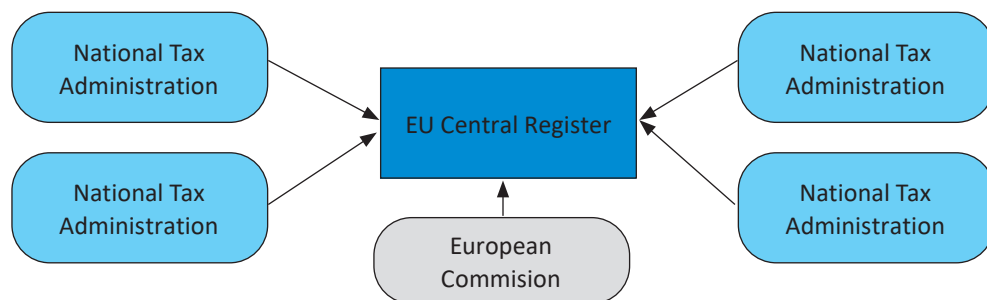 National Tax
Administration
National Tax
Administration
EU Central Register
National Tax
Administration
National Tax
Administration
European
Commision